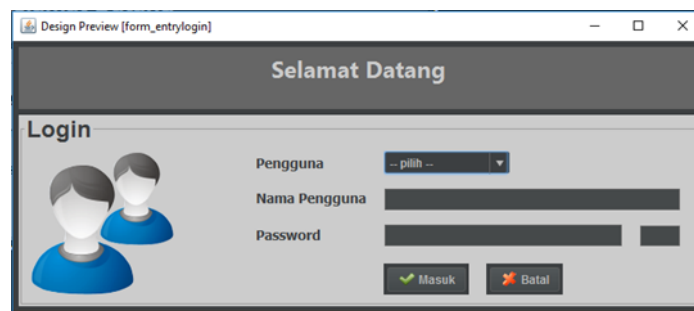 Design Preview [form_entrylogin]
Selamat Datang
Login
Pengguna
-- pilih --
Nama Pengguna
Password
Masuk
Batal